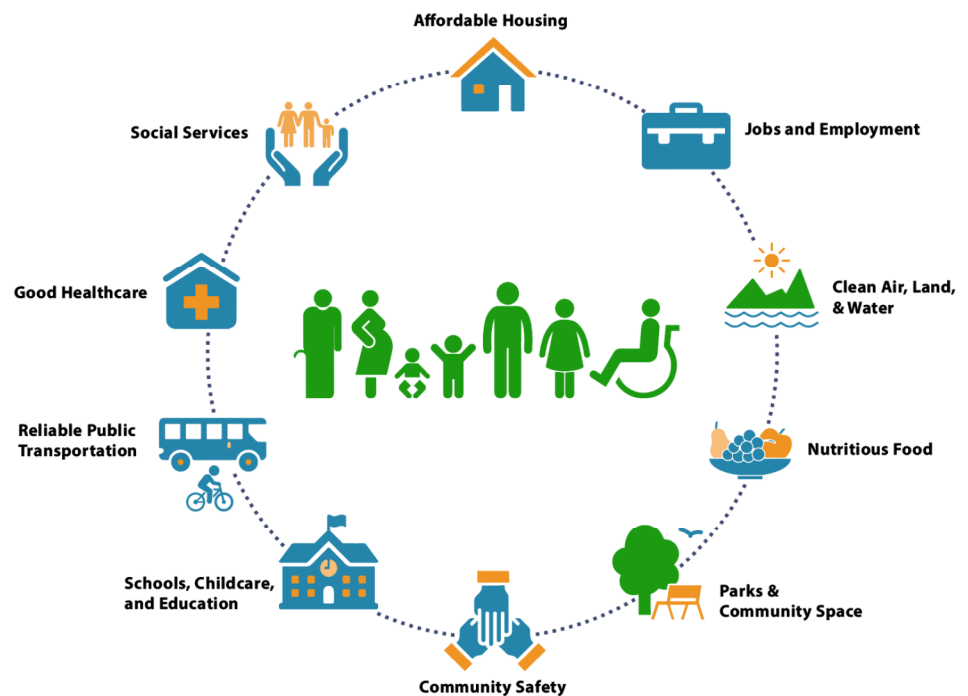 Affordable Housing
Jobs and Employment
Clean Air, Land,
& Water
Nutritious Food
Parks &
Community Space
Community Safety
Schools, Childcare,
and Education
Reliable Public
Transportation
Good Healthcare
Social Services